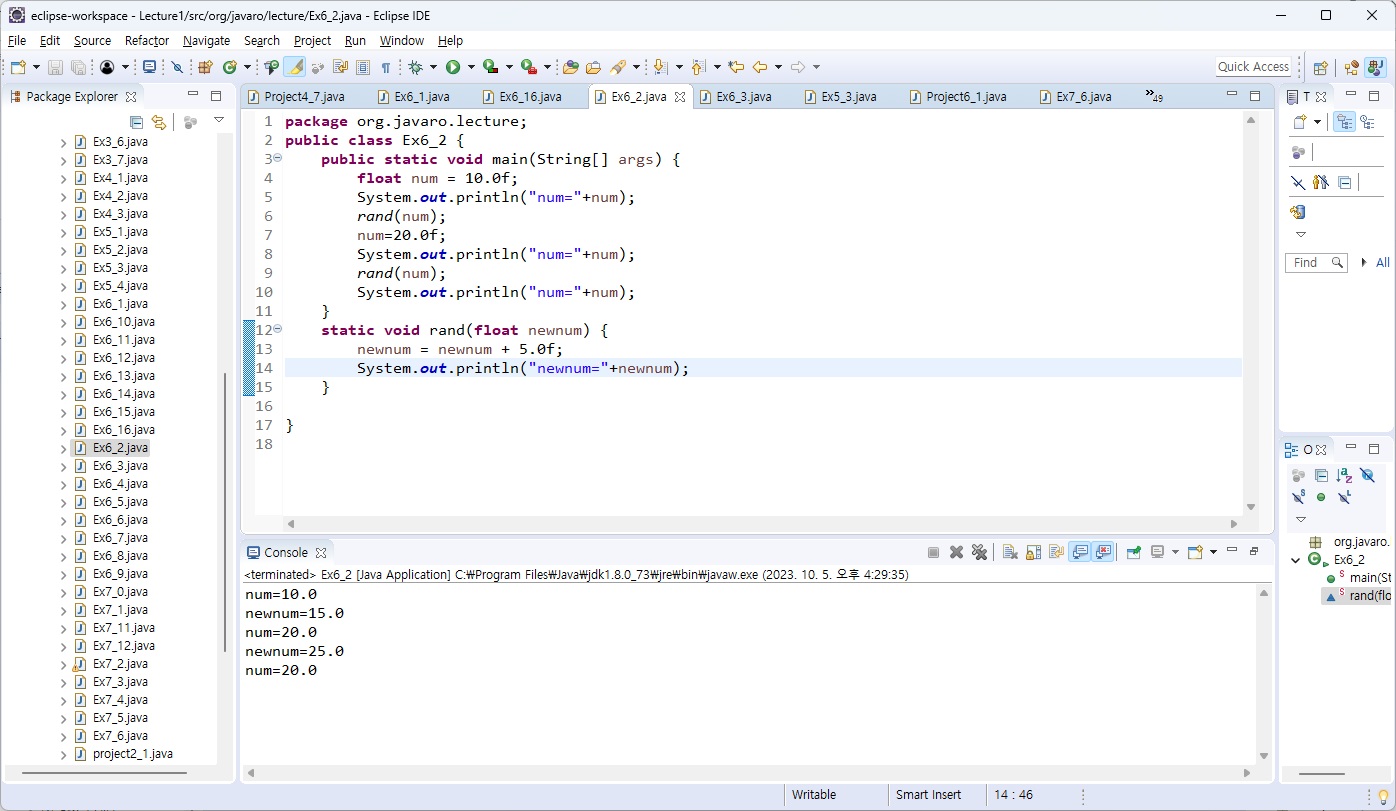 eclipse-workspace - Lecture1/src/org/javaro/lecture/Ex6_2.java - Eclipse IDE
File Edit Source Refactor Navigate Search Project Run Window Help
Quick Access
Package Explorer
Ex3_6.java
Ex3_7.java
Ex4_1.java
Ex4_2.java
Ex4_3.java
Ex5_1.java
Ex5_2.java
Ex5_3.java
Ex5_4.java
Ex6_1.java
Ex6_10.java
Ex6_11.java
Ex6_12.java
Ex6_13.java
Ex6_14.java
Ex6_15.java
Ex6_16.java
Ex6_2.java
Ex6_3.java
Ex6_4.java
Ex6_5.java
Ex6_6.java
Ex6_7.java
Ex6_8.java
Ex6_9.java
Ex7_0.java
Ex7_1.java
Ex7_11.java
Ex7_12.java
Ex7_2.java
Ex7_3.java
Ex7_4.java
Ex7_5.java
Ex7_6.java
project2_1.java
Project4_7.java Ex6_1.java Ex6_16.java Ex6_2.java Ex6_3.java Ex5_3.java Project6_1.java Ex7_6.java »49
1 package org.javaro.lecture;
2 public class Ex6_2 {
3 public static void main(String[] args) {
4 float num = 10.0f;
5 System.out.println("num="+num);
6 rand(num);
7 num=20.0f;
8 System.out.println("num="+num);
9 rand(num);
10 System.out.println("num="+num);
11 }
12 static void rand(float newnum) {
13 newnum = newnum + 5.0f;
14 System.out.println("newnum="+newnum);
15 }
16
17 }
18
Console
<terminated> Ex6_2 [Java Application] C:₩Program Files₩Java₩jdk1.8.0_73₩jre₩bin₩javaw.exe (2023. 10. 5. 오후 4:29:35)
num=10.0
newnum=15.0
num=20.0
newnum=25.0
num=20.0
T
Find All
O
org.javaro.
Ex6_2
main(St
rand(flo
Writable Smart Insert 14 : 46